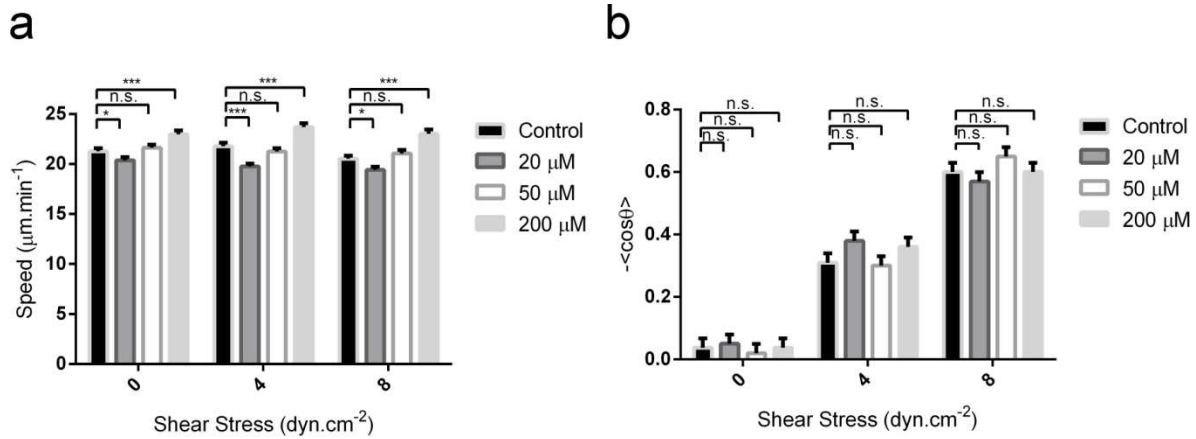 a
***
n.s.
*
***
n.s.
***
***
n.s.
*
25
20
15
10
5
0
Speed (μm.min⁻¹)
0
4
8
Shear Stress (dyn.cm⁻²)
Control
20 μM
50 μM
200 μM
b
n.s.
n.s.
n.s.
n.s.
n.s.
n.s.
n.s.
n.s.
n.s.
0.8
0.6
0.4
0.2
0.0
-<cosθ>
0
4
8
Shear Stress (dyn.cm⁻²)
Control
20 μM
50 μM
200 μM